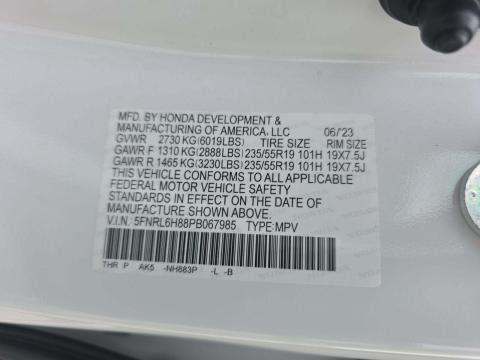 MFD. BY HONDA DEVELOPMENT &
MANUFACTURING OF AMERICA, LLC 06/23
GVWR 2730 KG(6019LBS) TIRE SIZE RIM SIZE
GAWR F 1310 KG(2888LBS) 235/55R19 101H 19X7.5J
GAWR R 1465 KG(3230LBS) 235/55R19 101H 19X7.5J
THIS VEHICLE CONFORMS TO ALL APPLICABLE
FEDERAL MOTOR VEHICLE SAFETY
STANDARDS IN EFFECT ON THE DATE OF
MANUFACTURE SHOWN ABOVE.
V.I.N.: 5FNRL6H88PB067985 TYPE:MPV
THR P AK5 -NH883P -L -B